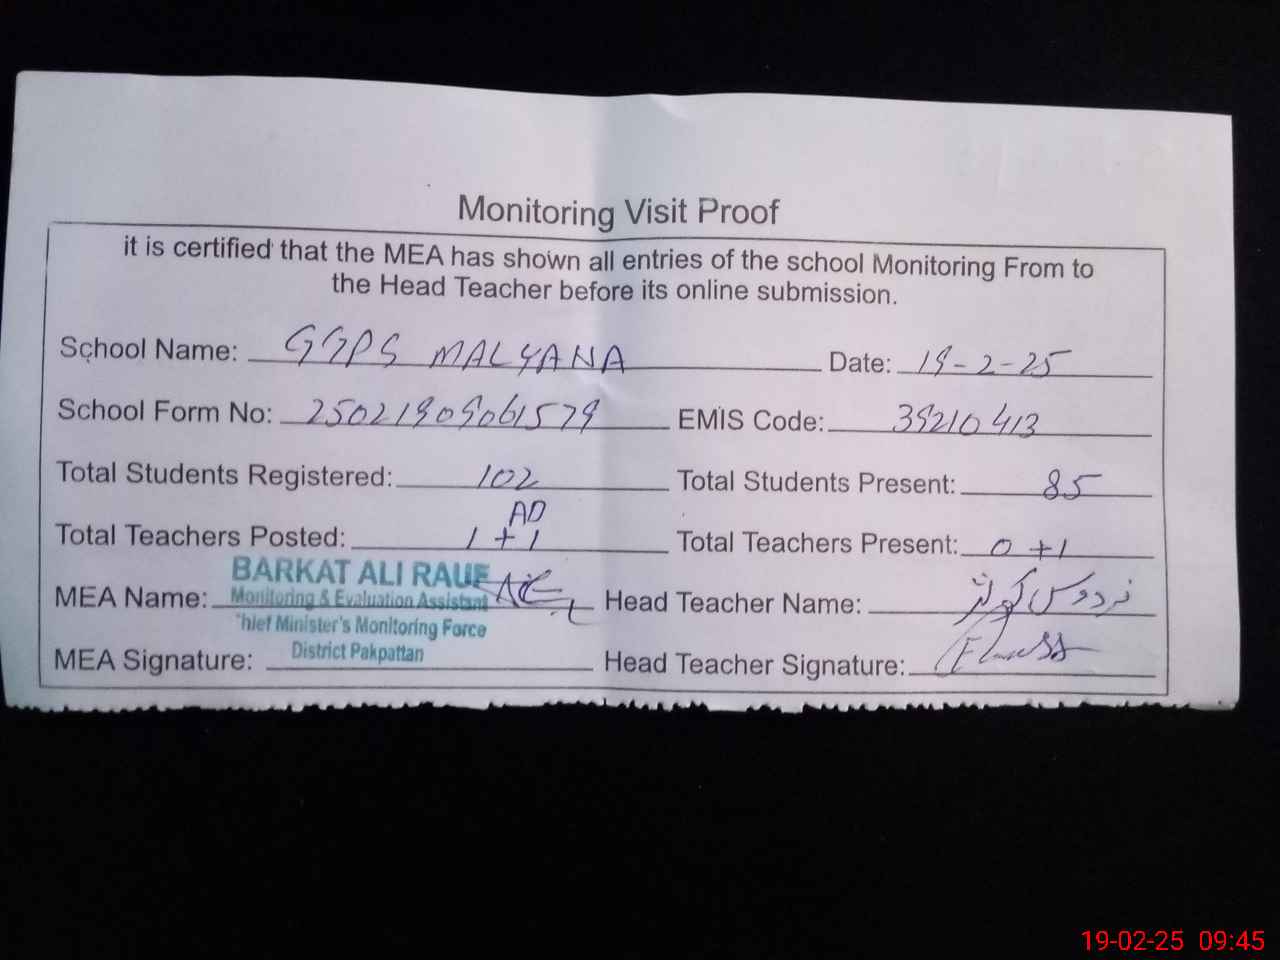 Monitoring Visit Proof
it is certified that the MEA has shown all entries of the school Monitoring From to
the Head Teacher before its online submission.
School Name: GGPS MALYANA Date: 19-2-25
School Form No: 25021909061579 EMIS Code: 39210413
Total Students Registered: 102 Total Students Present: 85
AD
Total Teachers Posted: 1+1 Total Teachers Present: 0+1
BARKAT ALI RAUF
MEA Name: Monitoring & Evaluation Assistant Head Teacher Name: فردوس کوثر
Chief Minister's Monitoring Force
District Pakpattan
MEA Signature: Head Teacher Signature:
19-02-25 09:45